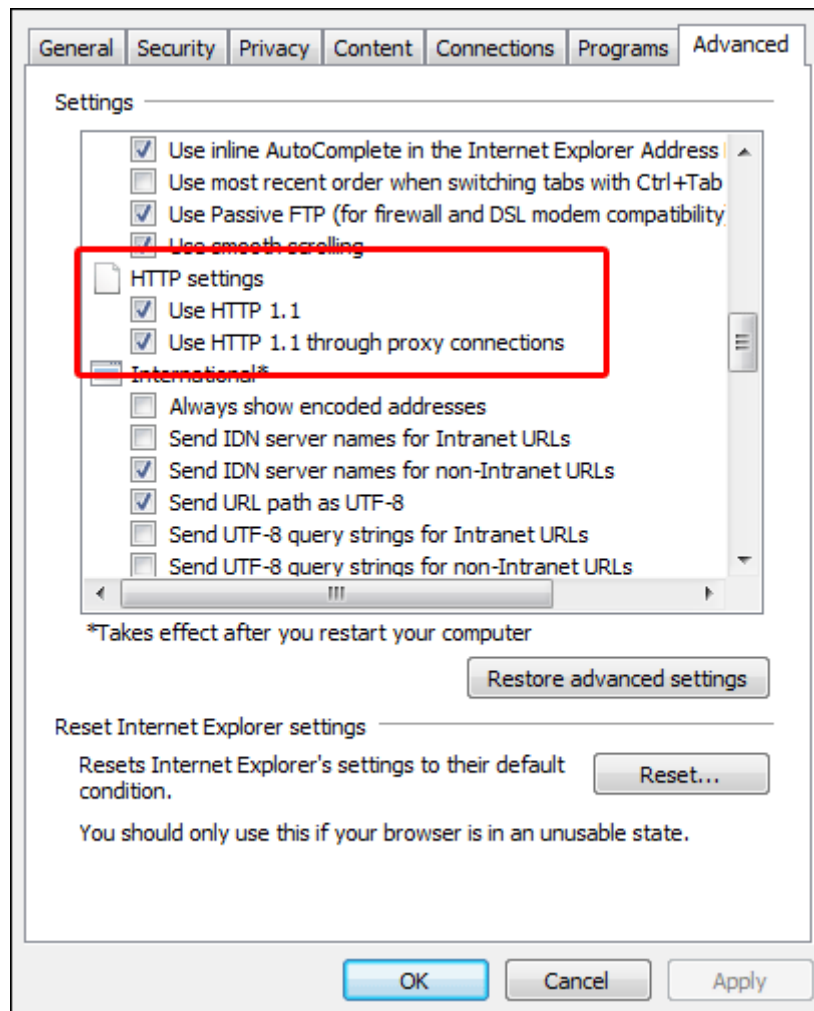 General Security Privacy Content Connections Programs Advanced
Settings
Use inline AutoComplete in the Internet Explorer Address
Use most recent order when switching tabs with Ctrl+Tab
Use Passive FTP (for firewall and DSL modem compatibility
Use smooth scrolling
HTTP settings
Use HTTP 1.1
Use HTTP 1.1 through proxy connections
International*
Always show encoded addresses
Send IDN server names for Intranet URLs
Send IDN server names for non-Intranet URLs
Send URL path as UTF-8
Send UTF-8 query strings for Intranet URLs
Send UTF-8 query strings for non-Intranet URLs
*Takes effect after you restart your computer
Restore advanced settings
Reset Internet Explorer settings
Resets Internet Explorer's settings to their default
condition.
Reset...
You should only use this if your browser is in an unusable state.
OK Cancel Apply